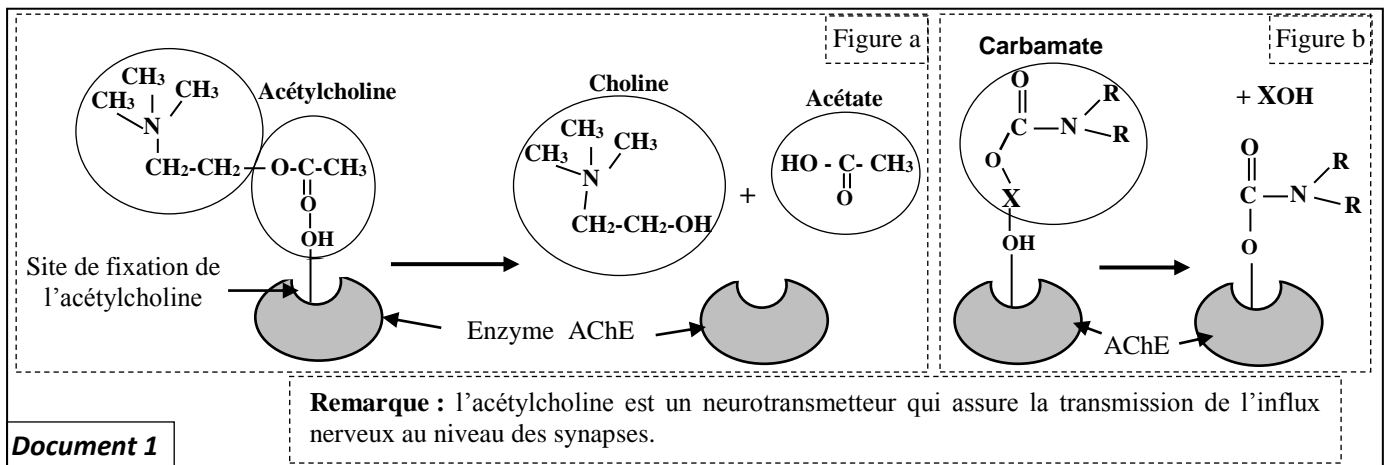 Figure a
Acétylcholine
CH3
CH3
CH3
N
CH2-CH2
O-C-CH3
O
OH
Site de fixation de
l’acétylcholine
Enzyme AChE
Choline
CH3
CH3
CH3
N
CH2-CH2-OH
+
Acétate
HO - C - CH3
O
Figure b
Carbamate
O
C
N
R
R
O
X
OH
AChE
+ XOH
O
C
N
R
R
O
Remarque : l’acétylcholine est un neurotransmetteur qui assure la transmission de l’influx
nerveux au niveau des synapses.
Document 1